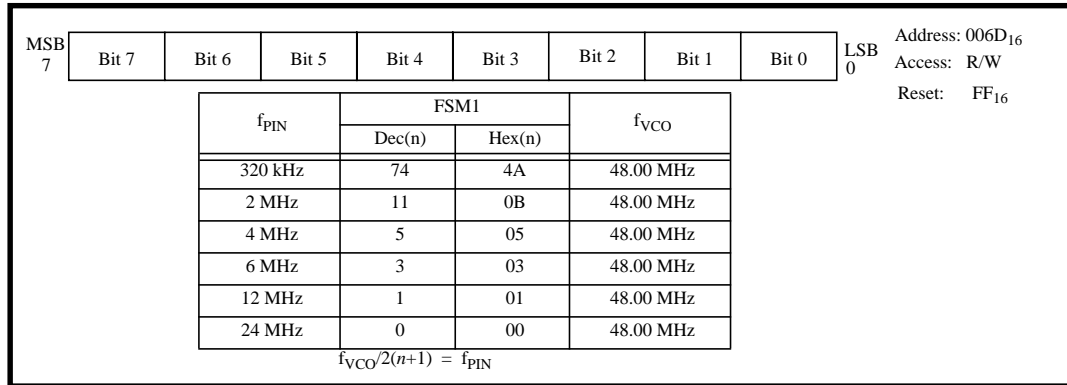 MSB 7 Bit 7 Bit 6 Bit 5 Bit 4 Bit 3 Bit 2 Bit 1 Bit 0 LSB 0
Address: 006D16
Access: R/W
Reset: FF16
fPIN FSM1 fVCO
Dec(n) Hex(n)
320 kHz 74 4A 48.00 MHz
2 MHz 11 0B 48.00 MHz
4 MHz 5 05 48.00 MHz
6 MHz 3 03 48.00 MHz
12 MHz 1 01 48.00 MHz
24 MHz 0 00 48.00 MHz
fVCO/2(n+1) = fPIN